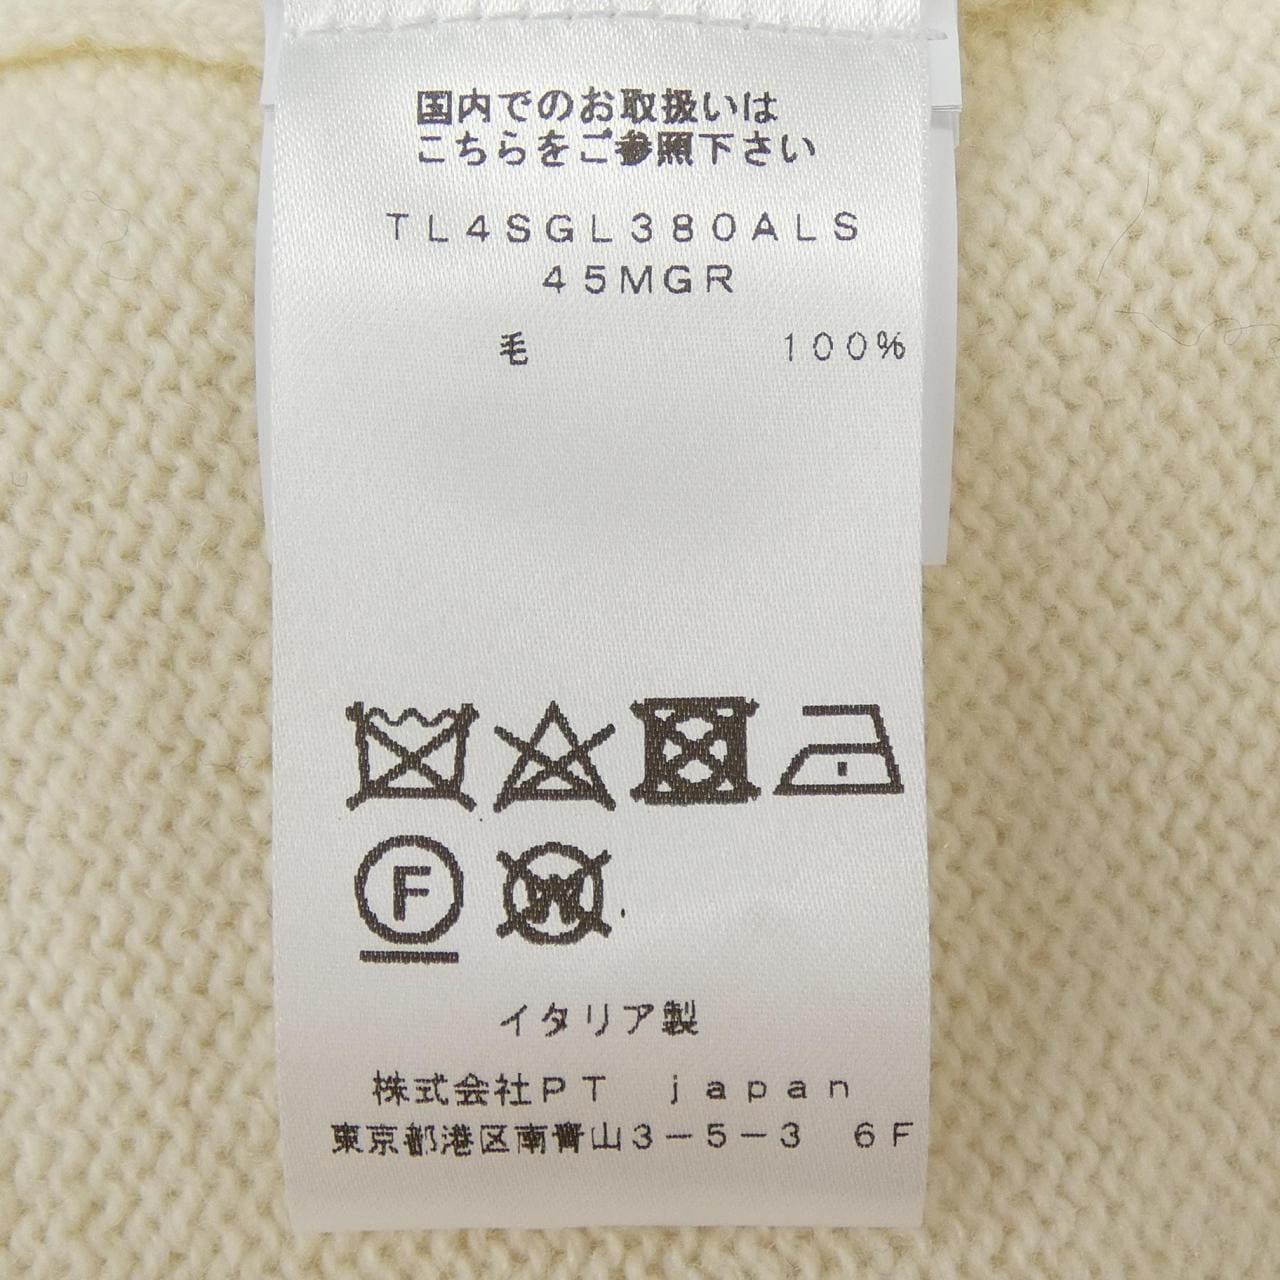 国内でのお取扱いは
こちらをご参照下さい
TL4SGL380ALS
45MGR
毛 100%
F
W
イタリア製
株式会社PT japan
東京都港区南青山3-5-3 6F